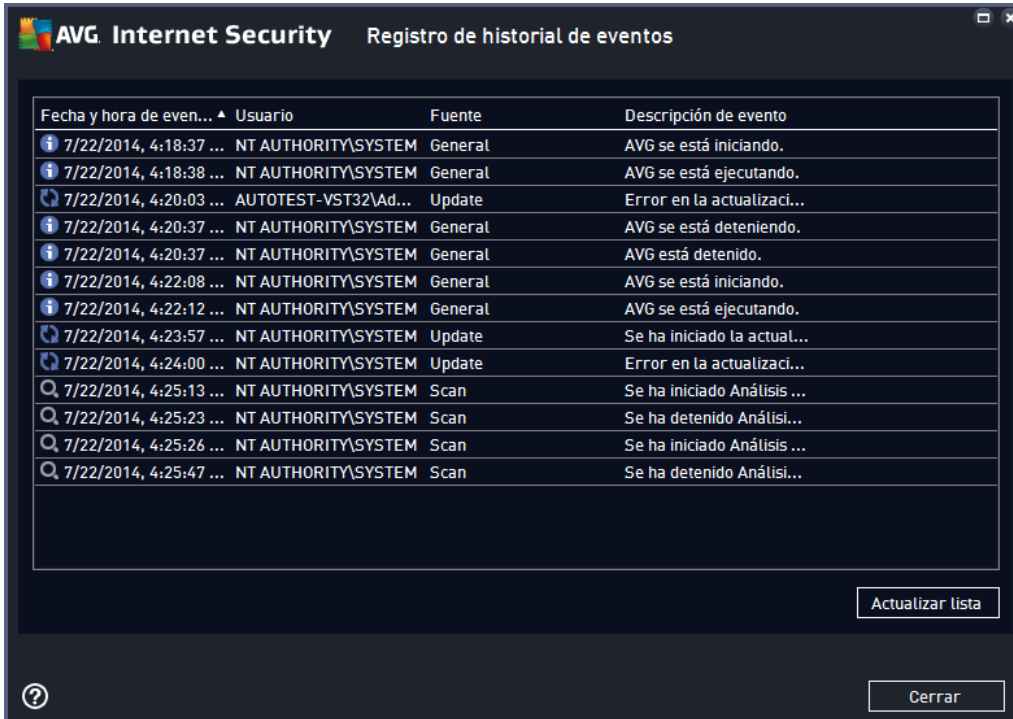 AVG. Internet Security Registro de historial de eventos
Fecha y hora de even... Usuario Fuente Descripción de evento
7/22/2014, 4:18:37 ... NT AUTHORITY\SYSTEM General AVG se está iniciando.
7/22/2014, 4:18:38 ... NT AUTHORITY\SYSTEM General AVG se está ejecutando.
7/22/2014, 4:20:03 ... AUTOTEST-VST32\Ad... Update Error en la actualizaci...
7/22/2014, 4:20:37 ... NT AUTHORITY\SYSTEM General AVG se está deteniendo.
7/22/2014, 4:20:37 ... NT AUTHORITY\SYSTEM General AVG está detenido.
7/22/2014, 4:22:08 ... NT AUTHORITY\SYSTEM General AVG se está iniciando.
7/22/2014, 4:22:12 ... NT AUTHORITY\SYSTEM General AVG se está ejecutando.
7/22/2014, 4:23:57 ... NT AUTHORITY\SYSTEM Update Se ha iniciado la actual...
7/22/2014, 4:24:00 ... NT AUTHORITY\SYSTEM Update Error en la actualizaci...
7/22/2014, 4:25:13 ... NT AUTHORITY\SYSTEM Scan Se ha iniciado Análisis ...
7/22/2014, 4:25:23 ... NT AUTHORITY\SYSTEM Scan Se ha detenido Análisi...
7/22/2014, 4:25:26 ... NT AUTHORITY\SYSTEM Scan Se ha iniciado Análisis ...
7/22/2014, 4:25:47 ... NT AUTHORITY\SYSTEM Scan Se ha detenido Análisi...
Actualizar lista
Cerrar